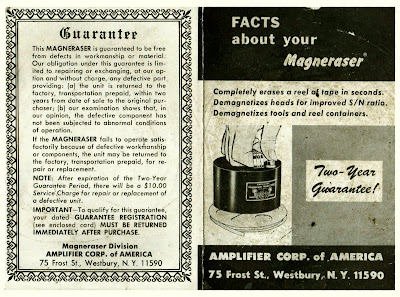 Guarantee
This MAGNERASER is guaranteed to be free
from defects in workmanship or material.
Our obligation under this guarantee is lim-
ited to repairing or exchanging, at our op-
tion and without charge, any defective part
providing: (a) the unit is returned to the
factory, transportation prepaid, within two
years from date of sale to the original pur-
chaser; (b) our examination shows that, in
our opinion, the defective component has
not been subjected to abnormal conditions
of operation.
If the MAGNERASER fails to operate satis-
factorily because of defective workmanship
or components, the unit may be returned to
the factory, transportation prepaid, for re-
pair or replacement.
NOTE: After expiration of the Two-Year
Guarantee Period, there will be a $10.00
Service Charge for repair or replacement of
a defective unit.
IMPORTANT—To qualify for this guarantee,
your dated GUARANTEE REGISTRATION
(see enclosed card) MUST BE RETURNED
IMMEDIATELY AFTER PURCHASE.
Magneraser Division
AMPLIFIER CORP. of AMERICA
75 Frost St., Westbury, N. Y. 11590
FACTS
about your
Magneraser®
Completely erases a reel of tape in seconds.
Demagnetizes heads for improved S/N ratio.
Demagnetizes tools and reel containers.
Two-Year
Guarantee!
AMPLIFIER CORP. of AMERICA
75 Frost St., Westbury, N. Y. 11590